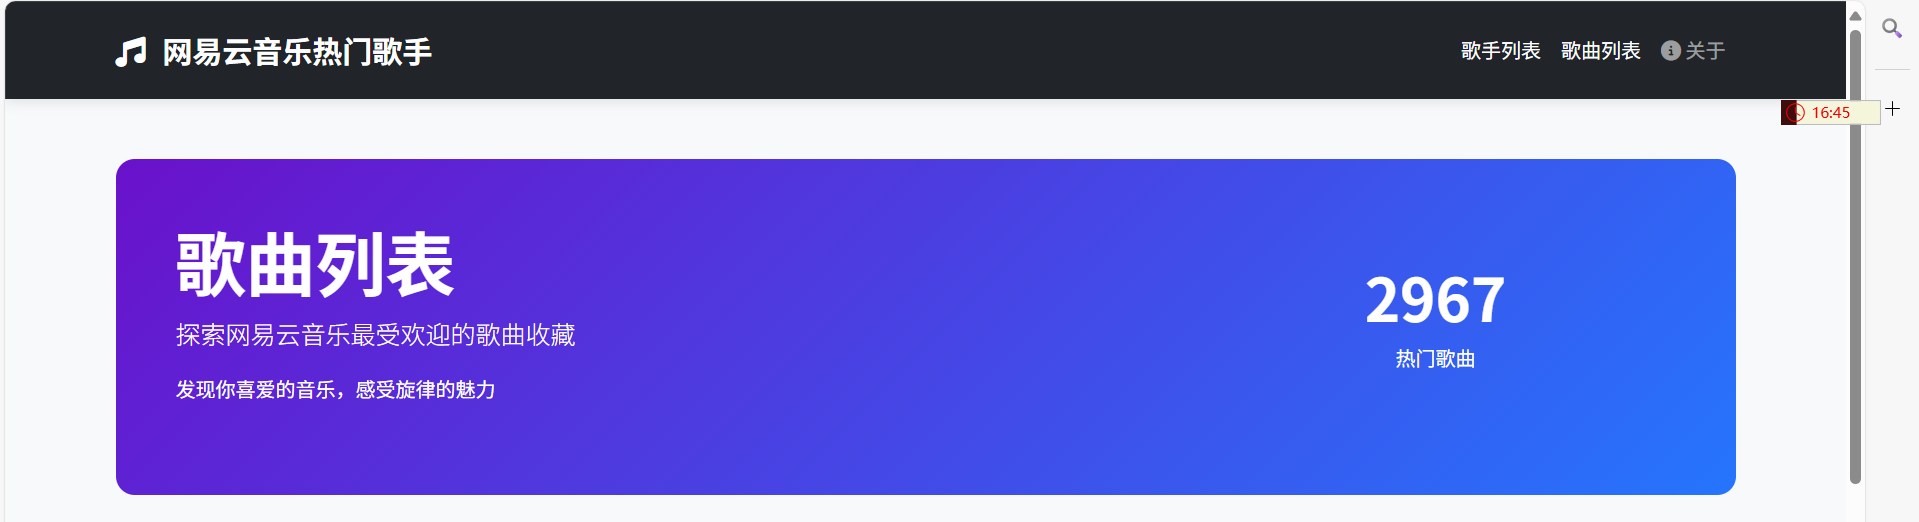 网易云音乐热门歌手
歌手列表 歌曲列表 关于
16:45
歌曲列表
探索网易云音乐最受欢迎的歌曲收藏
发现你喜爱的音乐，感受旋律的魅力
2967
热门歌曲